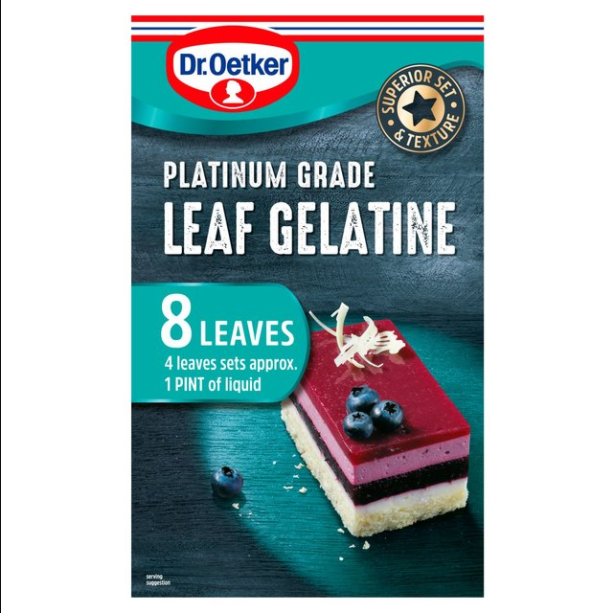 Dr.Oetker
SUPERIOR SET
& TEXTURE
PLATINUM GRADE
LEAF GELATINE
8 LEAVES
4 leaves sets approx.
1 PINT of liquid
serving
suggestion